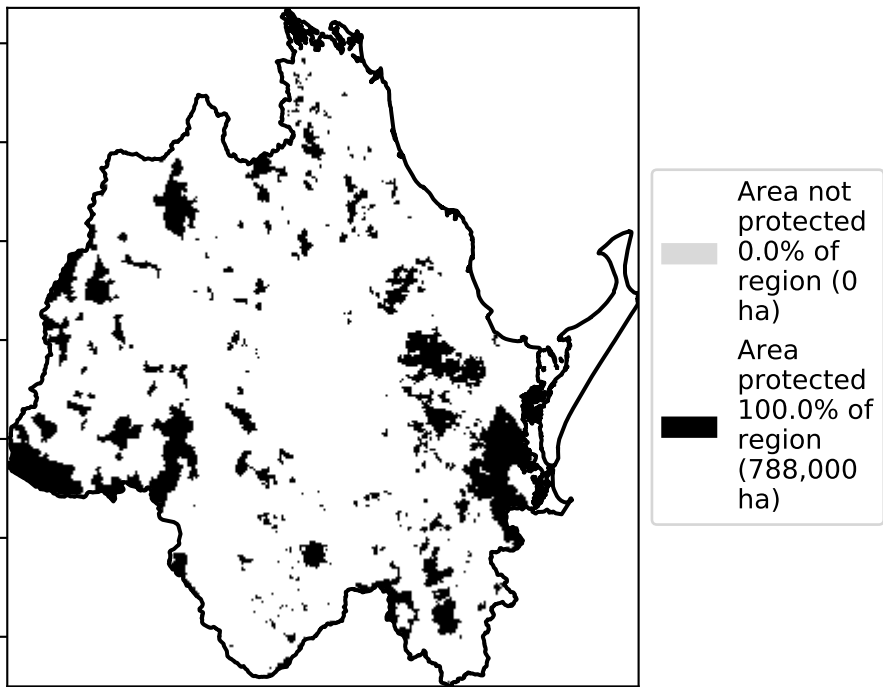 Area not
protected
0.0% of
region (0
ha)
Area
protected
100.0% of
region
(788,000
ha)